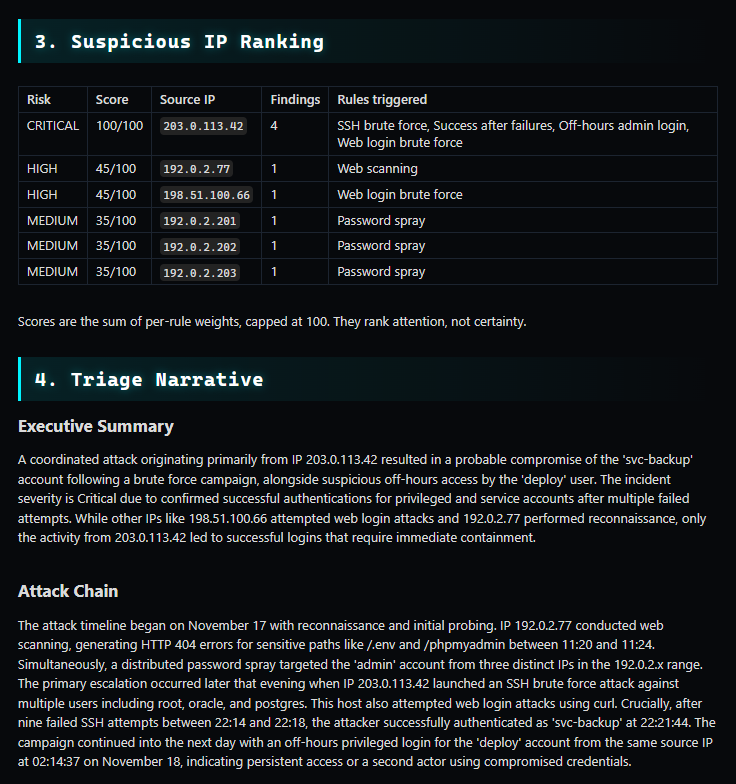 3. Suspicious IP Ranking
Risk Score Source IP Findings Rules triggered
CRITICAL 100/100 203.0.113.42 4 SSH brute force, Success after failures, Off-hours admin login,
Web login brute force
HIGH 45/100 192.0.2.77 1 Web scanning
HIGH 45/100 198.51.100.66 1 Web login brute force
MEDIUM 35/100 192.0.2.201 1 Password spray
MEDIUM 35/100 192.0.2.202 1 Password spray
MEDIUM 35/100 192.0.2.203 1 Password spray
Scores are the sum of per-rule weights, capped at 100. They rank attention, not certainty.
4. Triage Narrative
Executive Summary
A coordinated attack originating primarily from IP 203.0.113.42 resulted in a probable compromise of the 'svc-backup'
account following a brute force campaign, alongside suspicious off-hours access by the 'deploy' user. The incident
severity is Critical due to confirmed successful authentications for privileged and service accounts after multiple failed
attempts. While other IPs like 198.51.100.66 attempted web login attacks and 192.0.2.77 performed reconnaissance, only
the activity from 203.0.113.42 led to successful logins that require immediate containment.
Attack Chain
The attack timeline began on November 17 with reconnaissance and initial probing. IP 192.0.2.77 conducted web
scanning, generating HTTP 404 errors for sensitive paths like /.env and /phpmyadmin between 11:20 and 11:24.
Simultaneously, a distributed password spray targeted the 'admin' account from three distinct IPs in the 192.0.2.x range.
The primary escalation occurred later that evening when IP 203.0.113.42 launched an SSH brute force attack against
multiple users including root, oracle, and postgres. This host also attempted web login attacks using curl. Crucially, after
nine failed SSH attempts between 22:14 and 22:18, the attacker successfully authenticated as 'svc-backup' at 22:21:44. The
campaign continued into the next day with an off-hours privileged login for the 'deploy' account from the same source IP
at 02:14:37 on November 18, indicating persistent access or a second actor using compromised credentials.